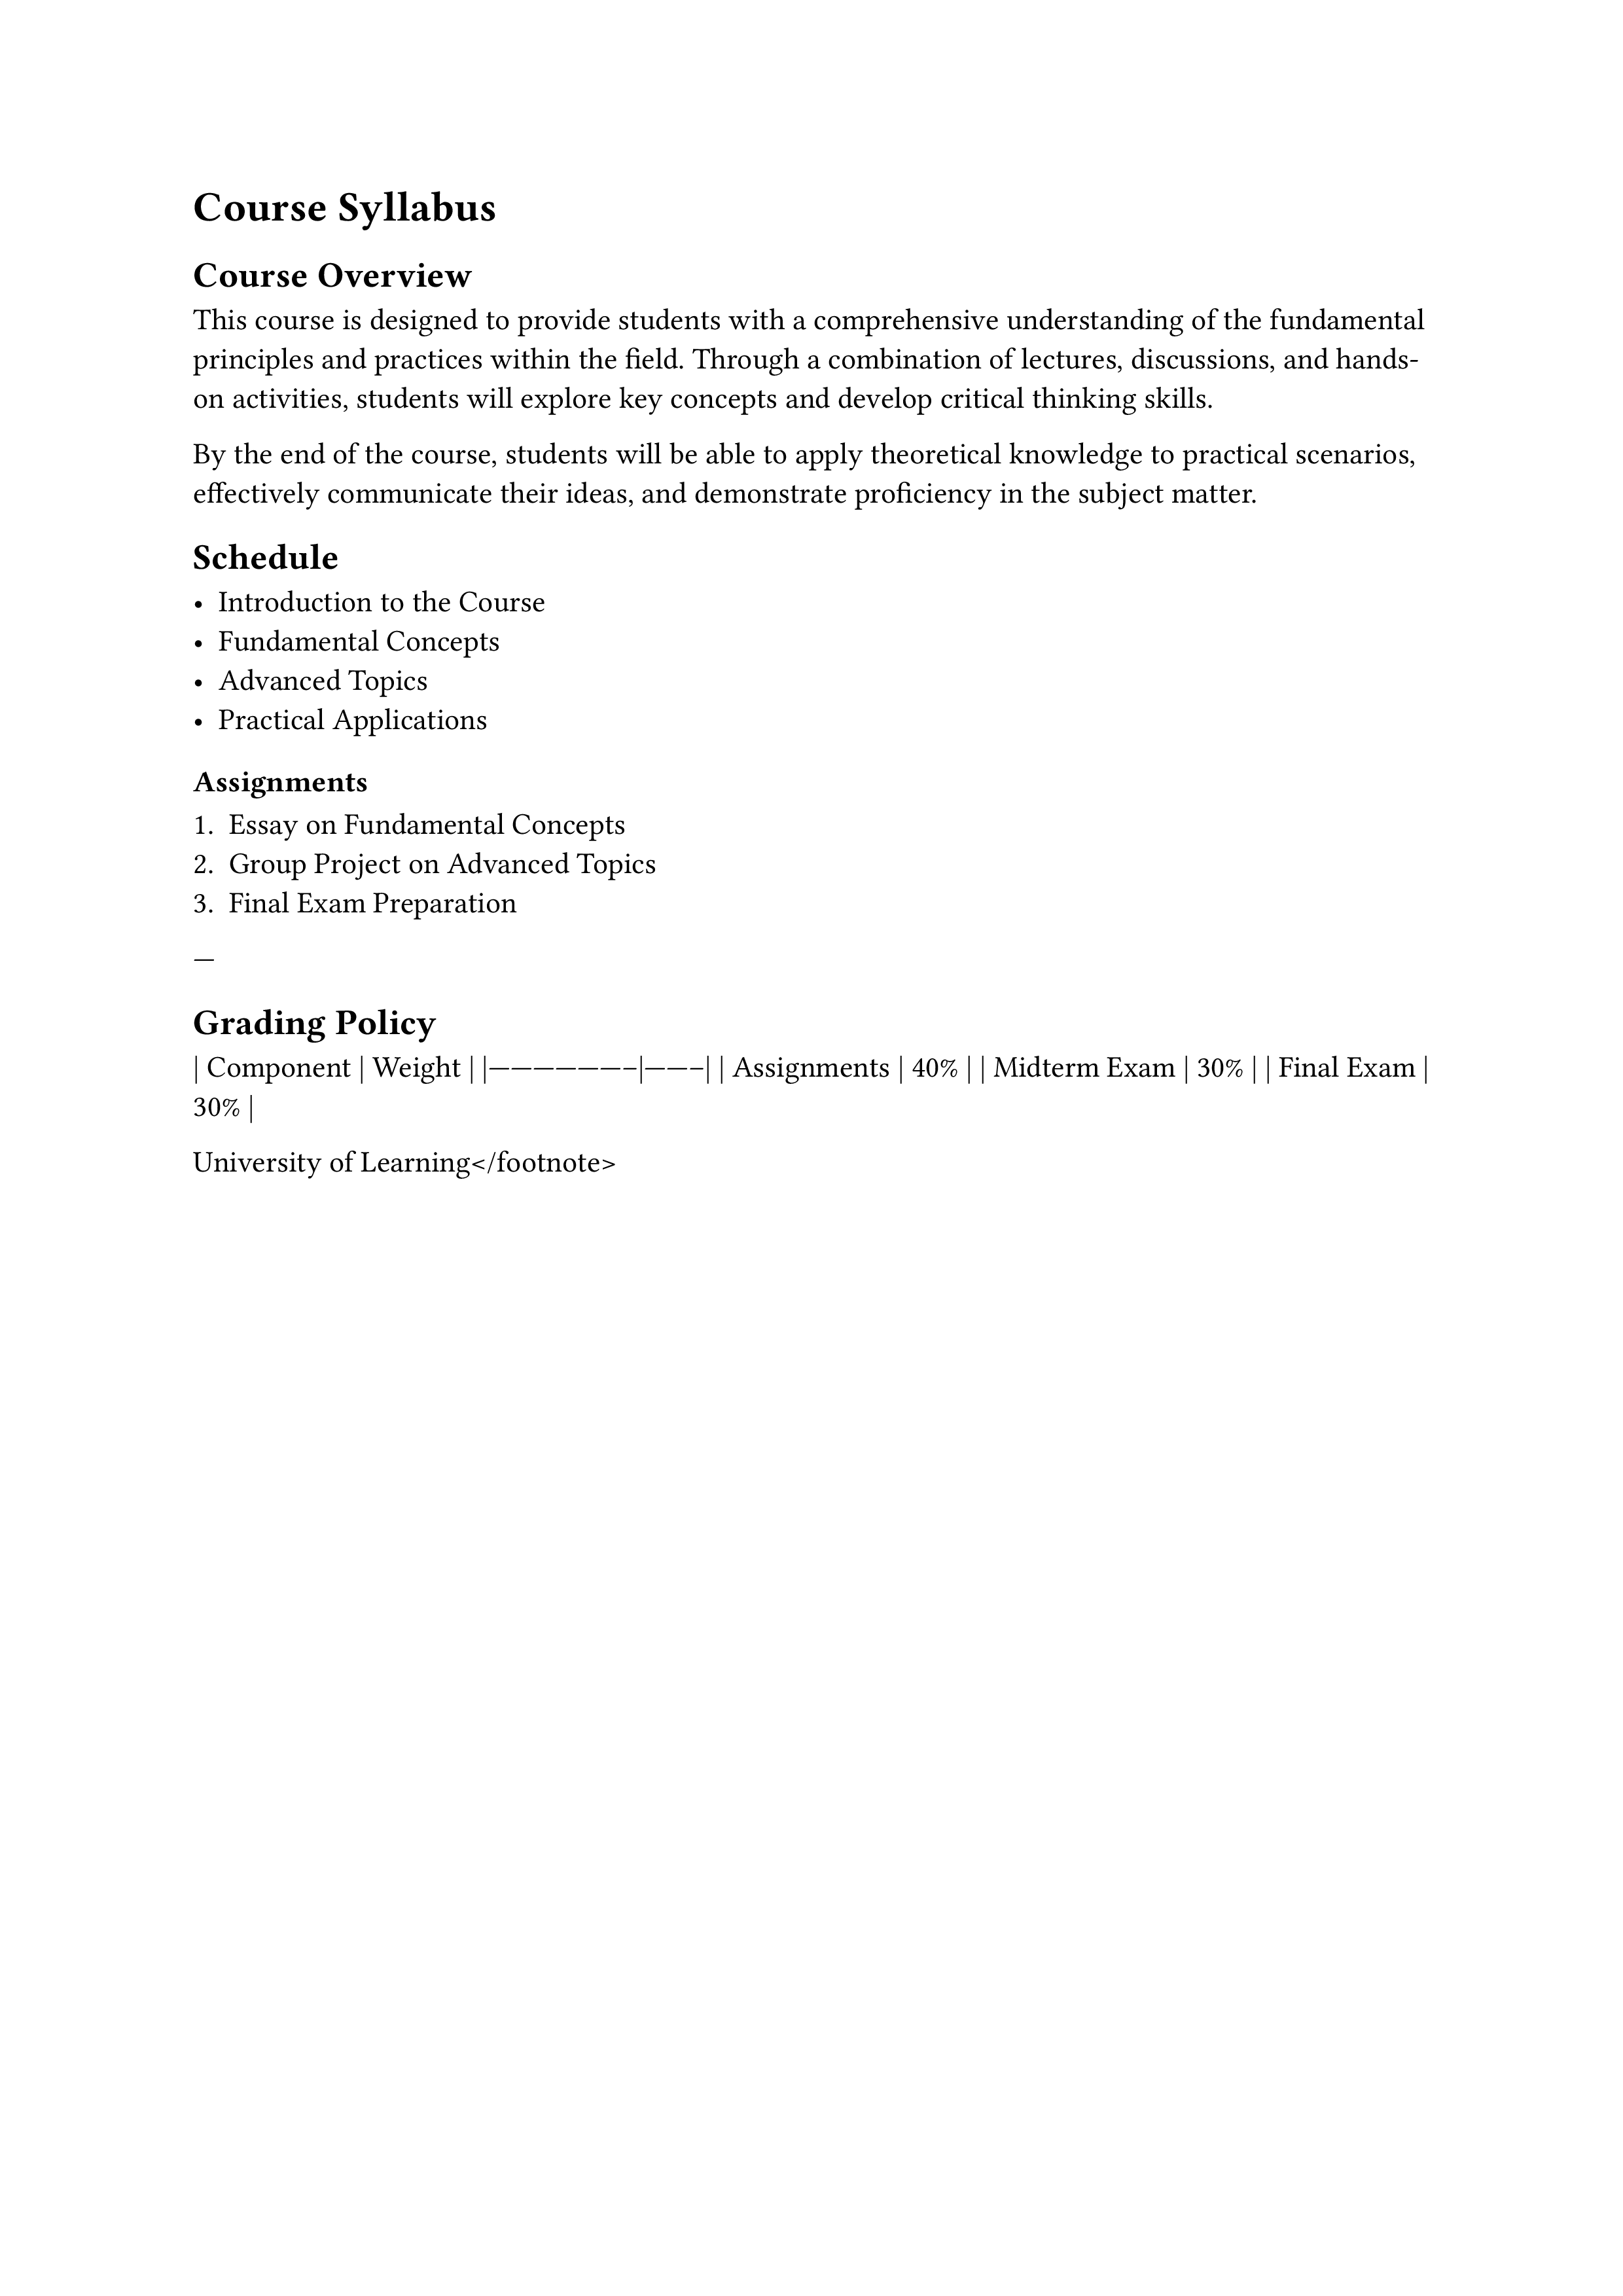 Course Syllabus
Course Overview
This course is designed to provide students with a comprehensive understanding of the fundamental
principles and practices within the field. Through a combination of lectures, discussions, and hands-
on activities, students will explore key concepts and develop critical thinking skills.
By the end of the course, students will be able to apply theoretical knowledge to practical scenarios,
effectively communicate their ideas, and demonstrate proficiency in the subject matter.
Schedule
• Introduction to the Course
• Fundamental Concepts
• Advanced Topics
• Practical Applications
Assignments
1. Essay on Fundamental Concepts
2. Group Project on Advanced Topics
3. Final Exam Preparation
—
Grading Policy
| Component | Weight | |——————–|——–| | Assignments | 40% | | Midterm Exam | 30% | | Final Exam |
30% |
University of Learning</footnote>